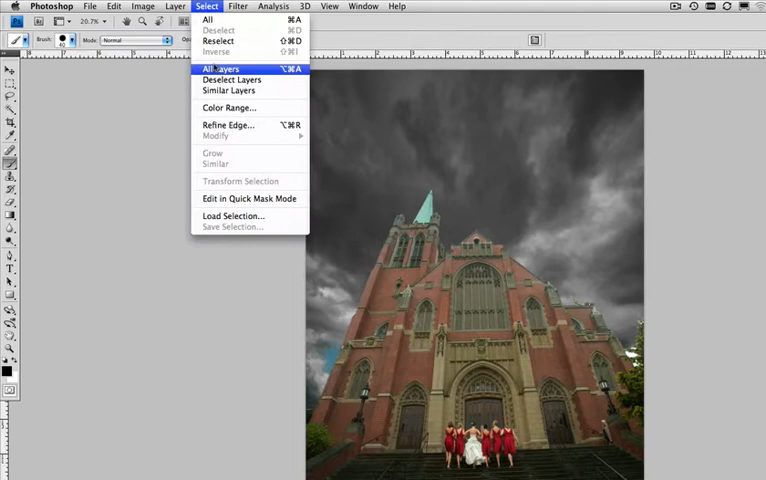 Photoshop File Edit Image Layer Select Filter Analysis 3D View Window Help
20.7%
Brush: 40 Mode: Normal
All ⌘A
Deselect
Reselect ⇧⌘D
Inverse ⇧⌘I
All Layers ⌥⌘A
Deselect Layers
Similar Layers
Color Range...
Refine Edge... ⌥⌘R
Modify
Grow
Similar
Transform Selection
Edit in Quick Mask Mode
Load Selection...
Save Selection...